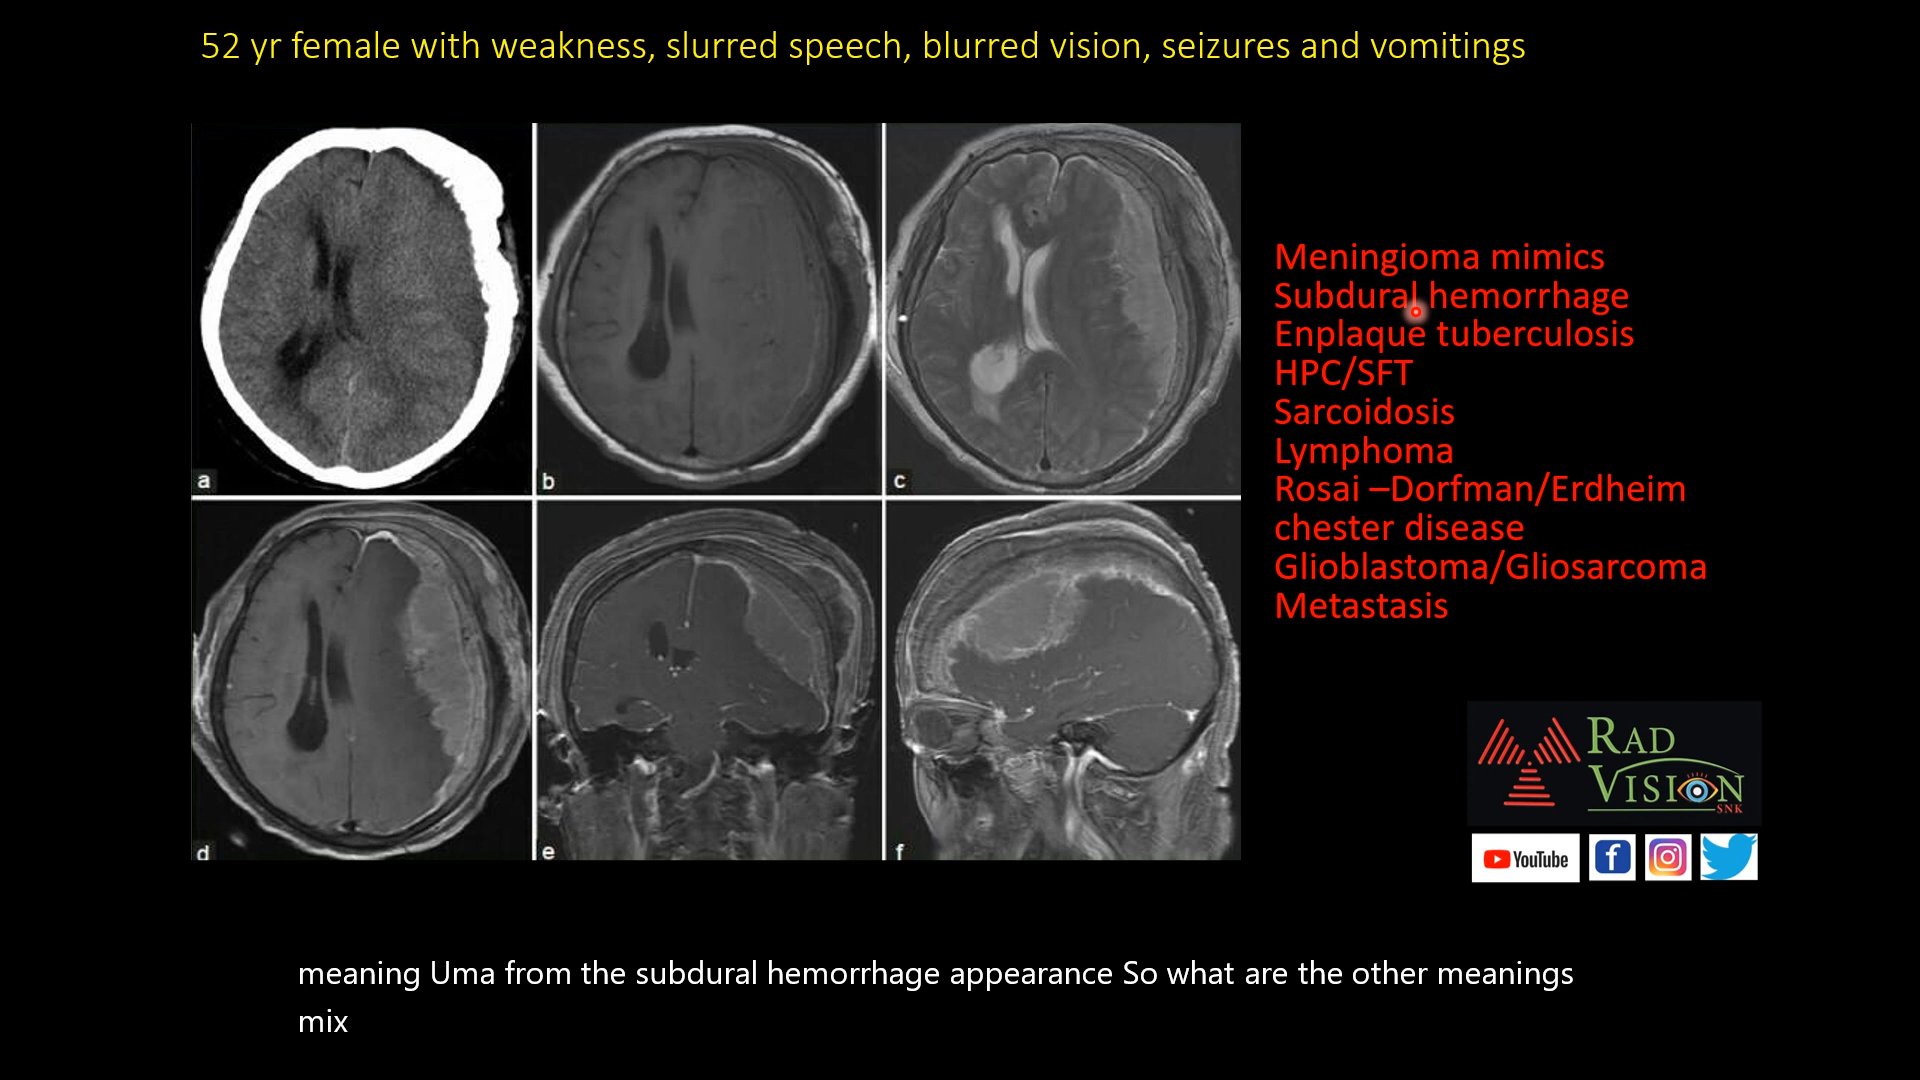 52 yr female with weakness, slurred speech, blurred vision, seizures and vomitings
a
b
c
d
e
f
Meningioma mimics
Subdural hemorrhage
Enplaque tuberculosis
HPC/SFT
Sarcoidosis
Lymphoma
Rosai –Dorfman/Erdheim
chester disease
Glioblastoma/Gliosarcoma
Metastasis
RAD
VISION
SNK
YouTube
meaning Uma from the subdural hemorrhage appearance So what are the other meanings
mix